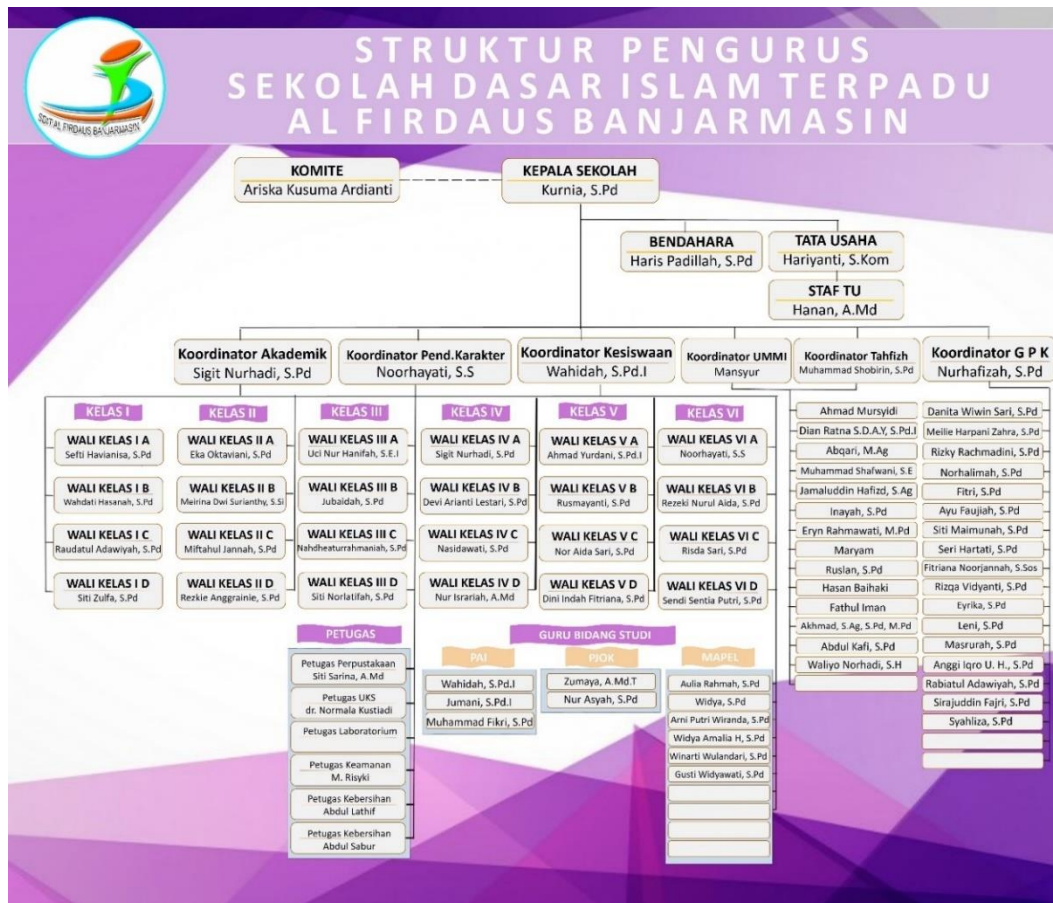 STRUKTUR PENGURUS
SEKOLAH DASAR ISLAM TERPADU
AL FIRDAUS BANJARMASIN
SDIT AL FIRDAUS BANJARMASIN
KOMITE
Ariska Kusuma Ardianti
KEPALA SEKOLAH
Kurnia, S.Pd
BENDAHARA
Haris Padillah, S.Pd
TATA USAHA
Hariyanti, S.Kom
STAF TU
Hanan, A.Md
Koordinator Akademik
Sigit Nurhadi, S.Pd
Koordinator Pend.Karakter
Noorhayati, S.S
Koordinator Kesiswaan
Wahidah, S.Pd.I
Koordinator UMMI
Mansyur
Koordinator Tahfizh
Muhammad Shobirin, S.Pd
Koordinator G P K
Nurhafizah, S.Pd
KELAS I
WALI KELAS I A
Sefti Havianisa, S.Pd
WALI KELAS I B
Wahdati Hasanah, S.Pd
WALI KELAS I C
Raudatul Adawiyah, S.Pd
WALI KELAS I D
Siti Zulfa, S.Pd
KELAS II
WALI KELAS II A
Eka Oktaviani, S.Pd
WALI KELAS II B
Meirina Dwi Surianthy, S.Si
WALI KELAS II C
Miftahul Jannah, S.Pd
WALI KELAS II D
Rezkie Anggrainie, S.Pd
KELAS III
WALI KELAS III A
Uci Nur Hanifah, S.E.I
WALI KELAS III B
Jubaidah, S.Pd
WALI KELAS III C
Nahdheaturrahmaniah, S.Pd
WALI KELAS III D
Siti Norlatifah, S.Pd
KELAS IV
WALI KELAS IV A
Sigit Nurhadi, S.Pd
WALI KELAS IV B
Devi Arianti Lestari, S.Pd
WALI KELAS IV C
Nasidawati, S.Pd
WALI KELAS IV D
Nur Israriah, A.Md
KELAS V
WALI KELAS V A
Ahmad Yurdani, S.Pd.I
WALI KELAS V B
Rusmayanti, S.Pd
WALI KELAS V C
Nor Aida Sari, S.Pd
WALI KELAS V D
Dini Indah Fitriana, S.Pd
KELAS VI
WALI KELAS VI A
Noorhayati, S.S
WALI KELAS VI B
Rezeki Nurul Aida, S.Pd
WALI KELAS VI C
Risda Sari, S.Pd
WALI KELAS VI D
Sendi Sentia Putri, S.Pd
Ahmad Mursyidi
Dian Ratna S.D.A.Y, S.Pd.I
Abqari, M.Ag
Muhammad Shafwani, S.E
Jamaluddin Hafizd, S.Ag
Inayah, S.Pd
Eryn Rahmawati, M.Pd
Maryam
Ruslan, S.Pd
Hasan Baihaki
Fathul Iman
Akhmad, S.Ag, S.Pd, M.Pd
Abdul Kafi, S.Pd
Waliyo Norhadi, S.H
Danita Wiwin Sari, S.Pd
Meilie Harpani Zahra, S.Pd
Rizky Rachmadini, S.Pd
Norhalimah, S.Pd
Fitri, S.Pd
Ayu Faujiah, S.Pd
Siti Maimunah, S.Pd
Seri Hartati, S.Pd
Fitriana Noorjannah, S.Sos
Rizqa Vidyanti, S.Pd
Eyrika, S.Pd
Leni, S.Pd
Masrurah, S.Pd
Anggi Iqro U. H., S.Pd
Rabiatul Adawiyah, S.Pd
Sirajuddin Fajri, S.Pd
Syahliza, S.Pd
PETUGAS
Petugas Perpustakaan
Siti Sarina, A.Md
Petugas UKS
dr. Normala Kustiadi
Petugas Laboratorium
Petugas Keamanan
M. Risyki
Petugas Kebersihan
Abdul Lathif
Petugas Kebersihan
Abdul Sabur
GURU BIDANG STUDI
PAI
Wahidah, S.Pd.I
Jumani, S.Pd.I
Muhammad Fikri, S.Pd
PJOK
Zumaya, A.Md.T
Nur Asyah, S.Pd
MAPEL
Aulia Rahmah, S.Pd
Widya, S.Pd
Arni Putri Wiranda, S.Pd
Widya Amalia H, S.Pd
Winarti Wulandari, S.Pd
Gusti Widyawati, S.Pd